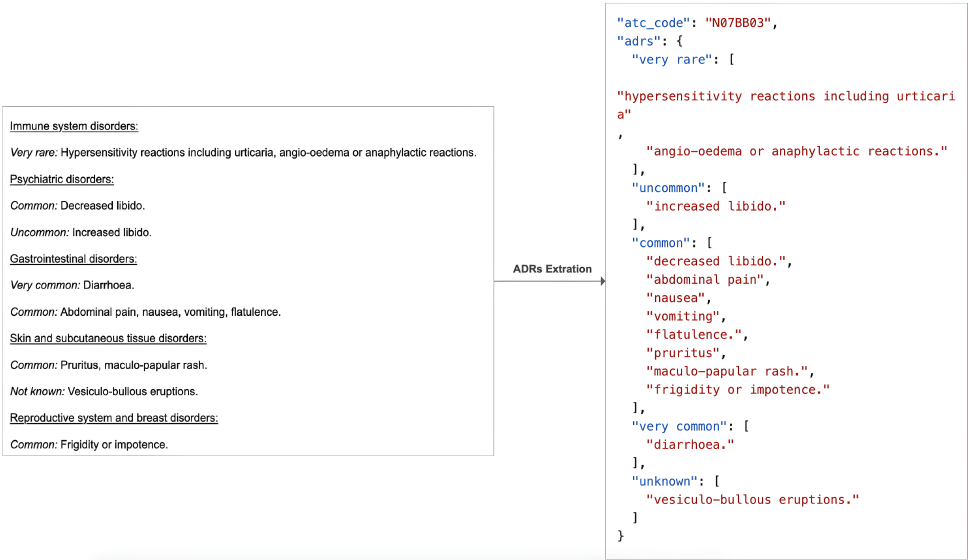 Immune system disorders:
Very rare: Hypersensitivity reactions including urticaria, angio-oedema or anaphylactic reactions.
Psychiatric disorders:
Common: Decreased libido.
Uncommon: Increased libido.
Gastrointestinal disorders:
Very common: Diarrhoea.
Common: Abdominal pain, nausea, vomiting, flatulence.
Skin and subcutaneous tissue disorders:
Common: Pruritus, maculo-papular rash.
Not known: Vesiculo-bullous eruptions.
Reproductive system and breast disorders:
Common: Frigidity or impotence.
ADRs Extration
"atc_code": "N07BB03",
"adrs": {
"very rare": [
"hypersensitivity reactions including urticari
a"
,
"angio-oedema or anaphylactic reactions."
],
"uncommon": [
"increased libido."
],
"common": [
"decreased libido.",
"abdominal pain",
"nausea",
"vomiting",
"flatulence.",
"pruritus",
"maculo-papular rash.",
"frigidity or impotence."
],
"very common": [
"diarrhoea."
],
"unknown": [
"vesiculo-bullous eruptions."
]
}